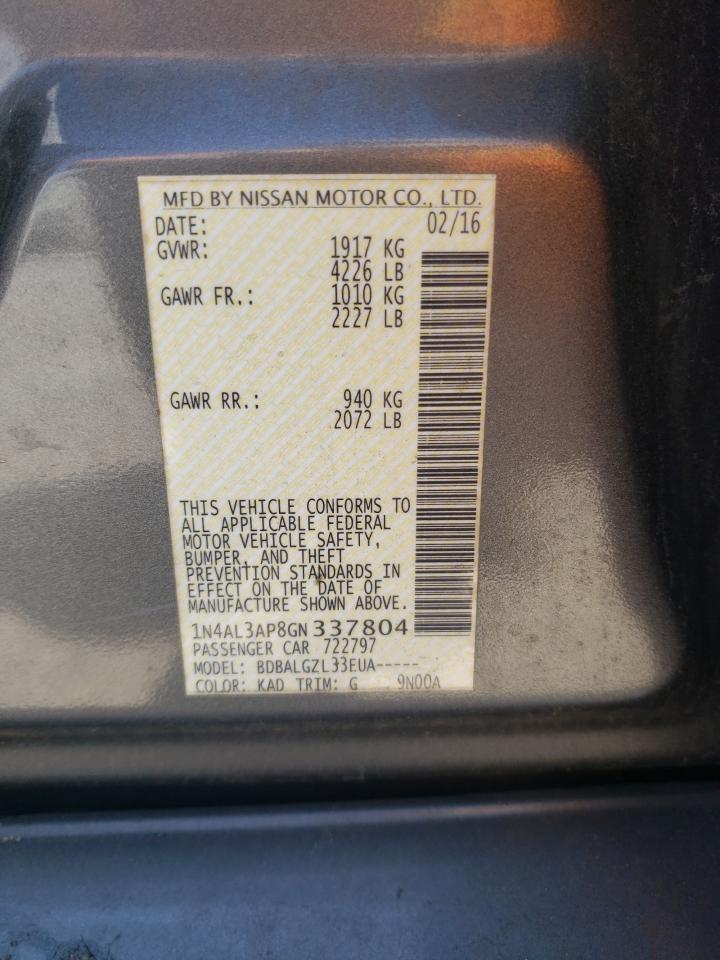 MFD BY NISSAN MOTOR CO., LTD.
DATE: 02/16
GVWR: 1917 KG
4226 LB
GAWR FR.: 1010 KG
2227 LB
GAWR RR.: 940 KG
2072 LB
THIS VEHICLE CONFORMS TO
ALL APPLICABLE FEDERAL
MOTOR VEHICLE SAFETY,
BUMPER, AND THEFT
PREVENTION STANDARDS IN
EFFECT ON THE DATE OF
MANUFACTURE SHOWN ABOVE.
1N4AL3AP8GN337804
PASSENGER CAR 722797
MODEL: BDBALGZL33EUA-----
COLOR: KAD TRIM: G 9N00A